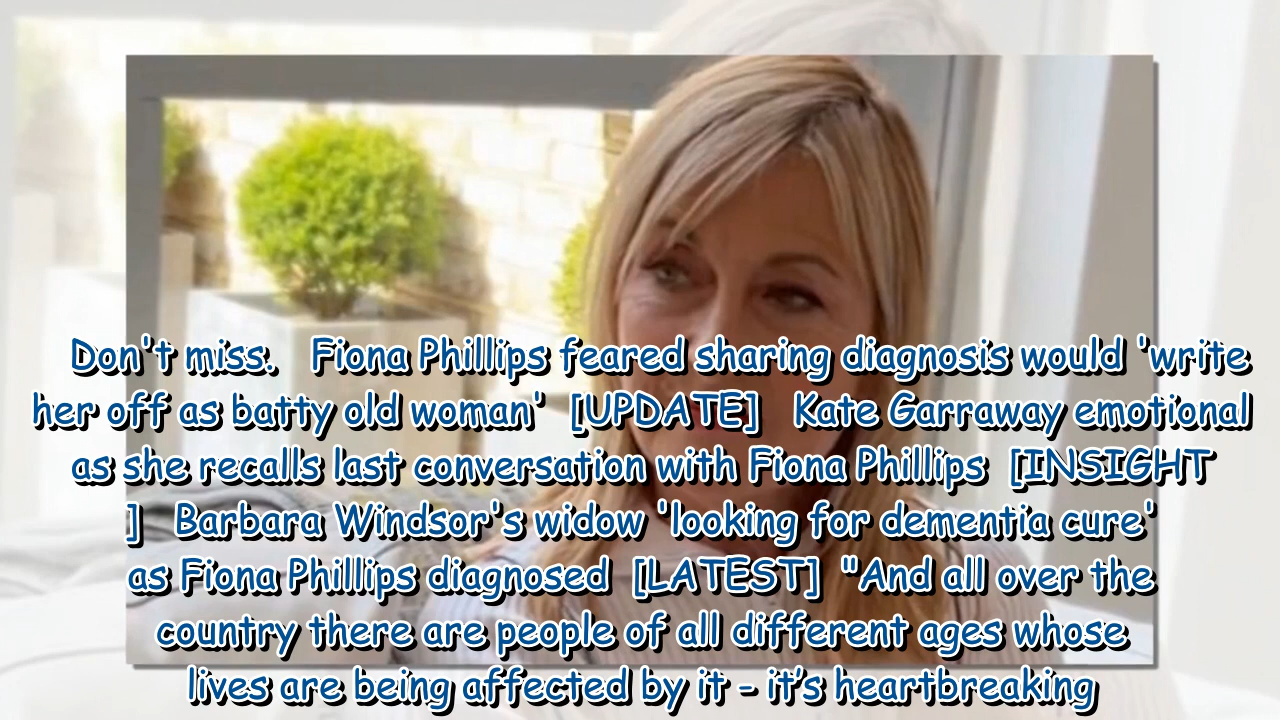 Don't miss.   Fiona Phillips feared sharing diagnosis would 'write
her off as batty old woman'  [UPDATE]   Kate Garraway emotional
as she recalls last conversation with Fiona Phillips  [INSIGHT
]   Barbara Windsor's widow 'looking for dementia cure'
as Fiona Phillips diagnosed  [LATEST]  "And all over the
country there are people of all different ages whose
lives are being affected by it – it’s heartbreaking